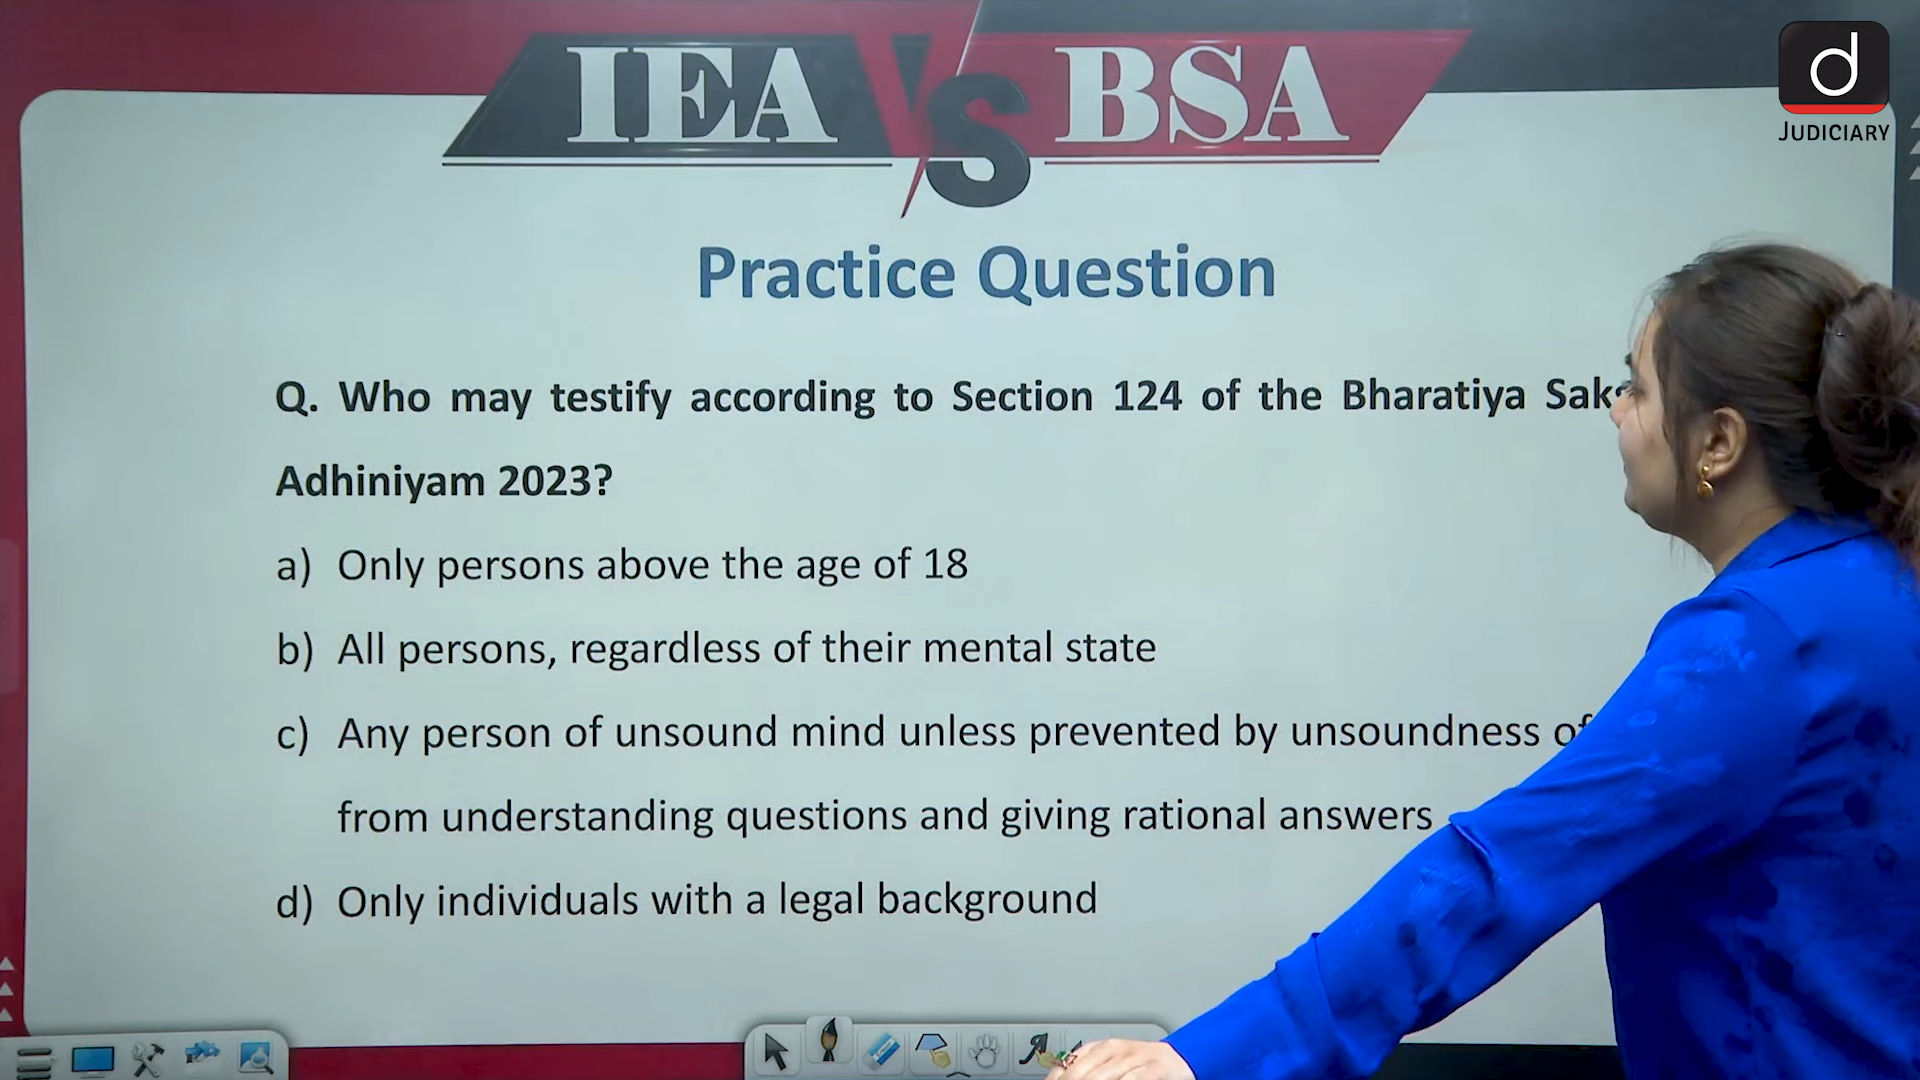 IEA V/S BSA
d
JUDICIARY
Practice Question
Q. Who may testify according to Section 124 of the Bharatiya
Adhiniyam 2023?
a) Only persons above the age of 18
b) All persons, regardless of their mental state
c) Any person of unsound mind unless prevented by unsoundness of
from understanding questions and giving rational answers
d) Only individuals with a legal background